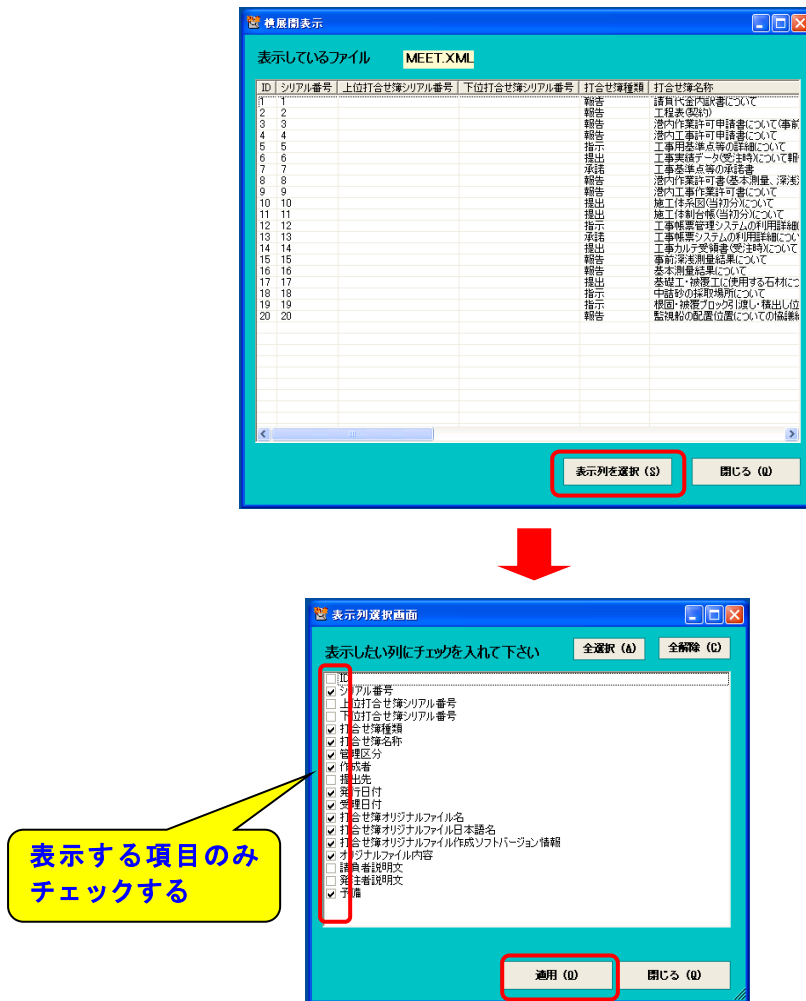 横展開表示
表示しているファイル MEET.XML
ID シリアル番号 上位打合せ簿シリアル番号 下位打合せ簿シリアル番号 打合せ簿種類 打合せ簿名称
1 1 報告 請負代金内訳書について
2 2 報告 工程表(契約)
3 3 報告 港内作業許可申請書について(事前
4 4 報告 港内工事許可申請書について
5 5 指示 工事用基準点等の詳細について
6 6 提出 工事実績データ(受注時)について報
7 7 承諾 工事基準点等の承諾書
8 8 報告 港内作業許可書(基本測量、深浅
9 9 報告 港内工事作業許可書について
10 10 提出 施工体系図(当初分)について
11 11 提出 施工体制台帳(当初分)について
12 12 指示 工事帳票管理システムの利用詳細(
13 13 承諾 工事帳票システムの利用詳細につい
14 14 提出 工事カルテ受領書(受注時)について
15 15 報告 事前深浅測量結果について
16 16 報告 基本測量結果について
17 17 提出 基礎工・被覆工に使用する石材につ
18 18 指示 中詰砂の採取場所について
19 19 指示 根固・被覆ブロック引渡し・積出し位
20 20 報告 監視船の配置位置についての協議
表示列を選択 (S) 閉じる (Q)
表示列選択画面
表示したい列にチェックを入れて下さい 全選択 (A) 全解除 (C)
ID
シリアル番号
上位打合せ簿シリアル番号
下位打合せ簿シリアル番号
打合せ簿種類
打合せ簿名称
管理区分
作成者
提出先
発行日付
受理日付
打合せ簿オリジナルファイル名
打合せ簿オリジナルファイル日本語名
打合せ簿オリジナルファイル作成ソフトバージョン情報
オリジナルファイル内容
請負者説明文
発注者説明文
予備
表示する項目のみ
チェックする
適用 (O) 閉じる (Q)